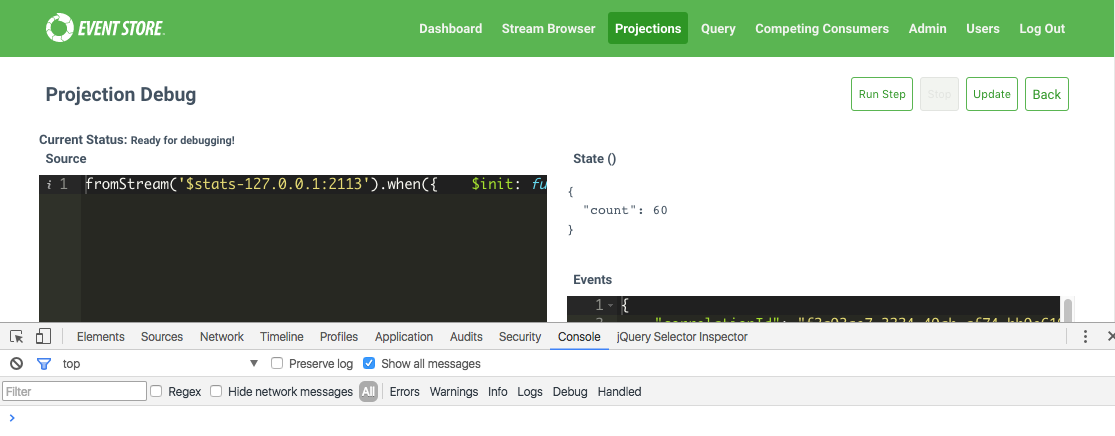 EVENT STORE
Dashboard Stream Browser Projections Query Competing Consumers Admin Users Log Out
Projection Debug
Run Step Stop Update Back
Current Status: Ready for debugging!
Source
i 1 fromStream('$stats-127.0.0.1:2113').when({ $init: fu
State ()
{
"count": 60
}
Events
1 {
Elements Sources Network Timeline Profiles Application Audits Security Console jQuery Selector Inspector
top Preserve log Show all messages
Filter Regex Hide network messages All Errors Warnings Info Logs Debug Handled
>